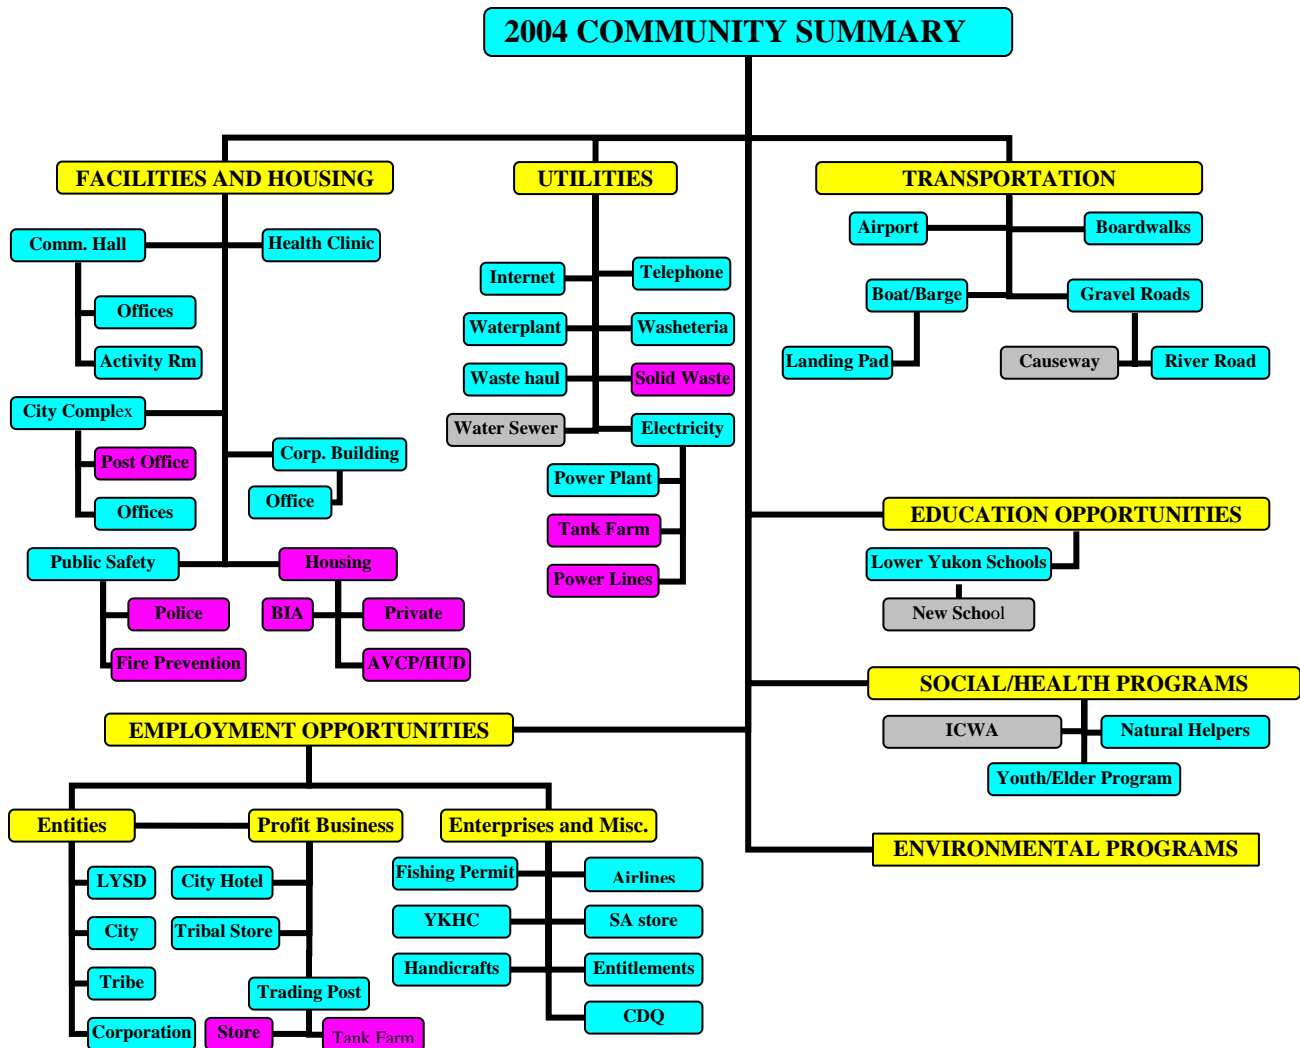 2004 COMMUNITY SUMMARY
FACILITIES AND HOUSING
UTILITIES
TRANSPORTATION
Comm. Hall
Health Clinic
Offices
Activity Rm
City Complex
Post Office
Offices
Corp. Building
Office
Public Safety
Housing
Police
Fire Prevention
BIA
Private
AVCP/HUD
Internet
Telephone
Waterplant
Washeteria
Waste haul
Solid Waste
Water Sewer
Electricity
Power Plant
Tank Farm
Power Lines
Airport
Boardwalks
Boat/Barge
Gravel Roads
Landing Pad
Causeway
River Road
EDUCATION OPPORTUNITIES
Lower Yukon Schools
New School
SOCIAL/HEALTH PROGRAMS
ICWA
Natural Helpers
Youth/Elder Program
ENVIRONMENTAL PROGRAMS
EMPLOYMENT OPPORTUNITIES
Entities
Profit Business
Enterprises and Misc.
LYSD
City
Tribe
Corporation
City Hotel
Tribal Store
Trading Post
Store
Tank Farm
Fishing Permit
Airlines
YKHC
SA store
Handicrafts
Entitlements
CDQ